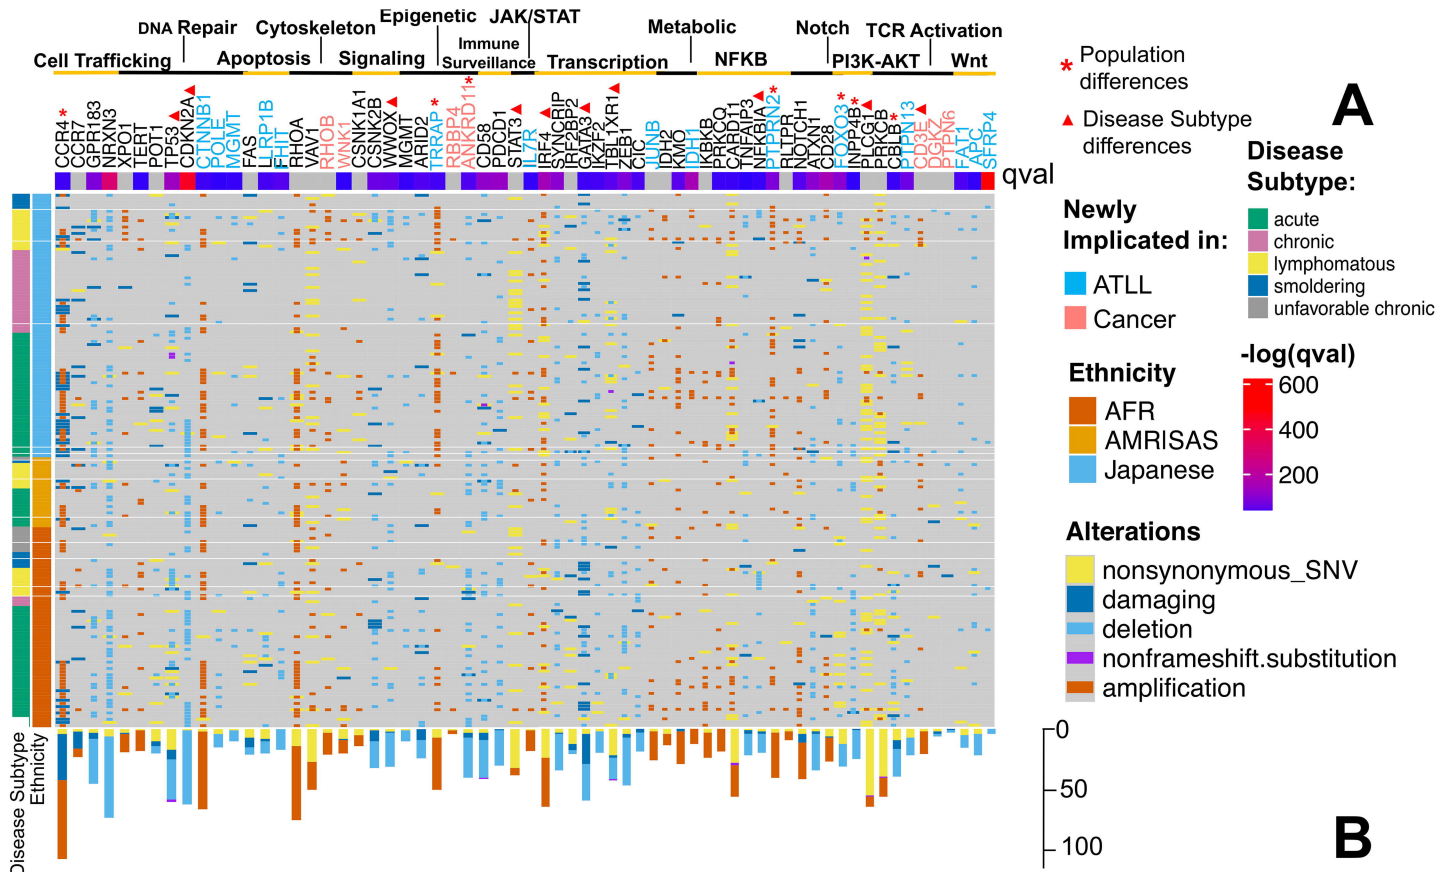 Epigenetic
JAK/STAT
DNA Repair
Cytoskeleton
Metabolic
Notch
TCR Activation
Immune
Surveillance
Cell Trafficking
Apoptosis
Signaling
Transcription
NFKB
PI3K-AKT
Wnt
CCR4
*
CCR7
GPR183
NRXN3
XPO1
TERT
POT1
TP53
CDKN2A
CTNNB1
POLE
MGMT
FAS
LRP1B
FHIT
RHOA
VAV1
RHOB
WNK1
CSNK1A1
CSNK2B
WWOX
MGMT
ARID2
TRRAP
*
RBBP4
ANKRD11
*
CD58
PDCD1
STAT3
IL7R
IRF4
SYNCRIP
IRF2BP2
GATA3
IKZF2
TBL1XR1
ZEB1
CIC
JUNB
IDH2
KMO
IDH1
IKBKB
PRKCQ
CARD11
TNFAIP3
NFKBIA
PTPRN2
*
RLTPR
NOTCH1
CD28
FOXO3
*
INPP4B
*
PLCG1
PRKCB
CBLB
*
PTPN13
CD3E
DGKZ
PTPN6
FAT1
APC
SFRP4
qval
* Population
differences
Disease Subtype
differences
A
Disease
Subtype:
acute
chronic
lymphomatous
smoldering
unfavorable chronic
Newly
Implicated in:
ATLL
Cancer
-log(qval)
600
400
200
Ethnicity
AFR
AMRISAS
Japanese
Alterations
nonsynonymous_SNV
damaging
deletion
nonframeshift.substitution
amplification
Disease Subtype
Ethnicity
0
50
100
B